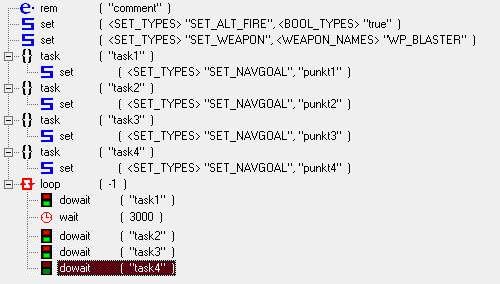 rem ( "comment" )
set ( <SET_TYPES> "SET_ALT_FIRE", <BOOL_TYPES> "true" )
set ( <SET_TYPES> "SET_WEAPON", <WEAPON_NAMES> "WP_BLASTER" )
{} task ( "task1" )
set ( <SET_TYPES> "SET_NAVGOAL", "punkt1" )
{} task ( "task2" )
set ( <SET_TYPES> "SET_NAVGOAL", "punkt2" )
{} task ( "task3" )
set ( <SET_TYPES> "SET_NAVGOAL", "punkt3" )
{} task ( "task4" )
set ( <SET_TYPES> "SET_NAVGOAL", "punkt4" )
loop ( -1 )
dowait ( "task1" )
wait ( 3000 )
dowait ( "task2" )
dowait ( "task3" )
dowait ( "task4" )